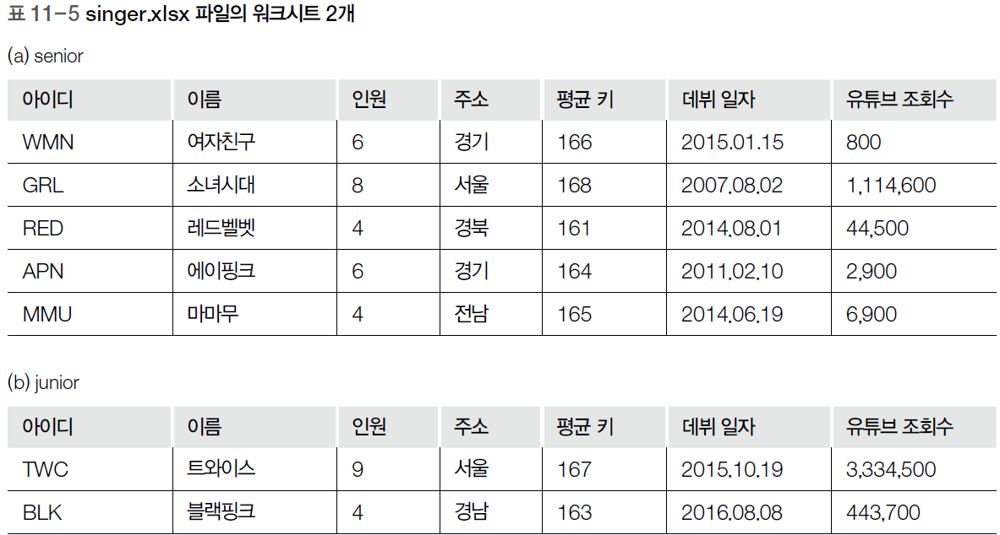 표 11-5 singer.xlsx 파일의 워크시트 2개
(a) senior
아이디 이름 인원 주소 평균 키 데뷔 일자 유튜브 조회수
WMN 여자친구 6 경기 166 2015.01.15 800
GRL 소녀시대 8 서울 168 2007.08.02 1,114,600
RED 레드벨벳 4 경북 161 2014.08.01 44,500
APN 에이핑크 6 경기 164 2011.02.10 2,900
MMU 마마무 4 전남 165 2014.06.19 6,900
(b) junior
아이디 이름 인원 주소 평균 키 데뷔 일자 유튜브 조회수
TWC 트와이스 9 서울 167 2015.10.19 3,334,500
BLK 블랙핑크 4 경남 163 2016.08.08 443,700